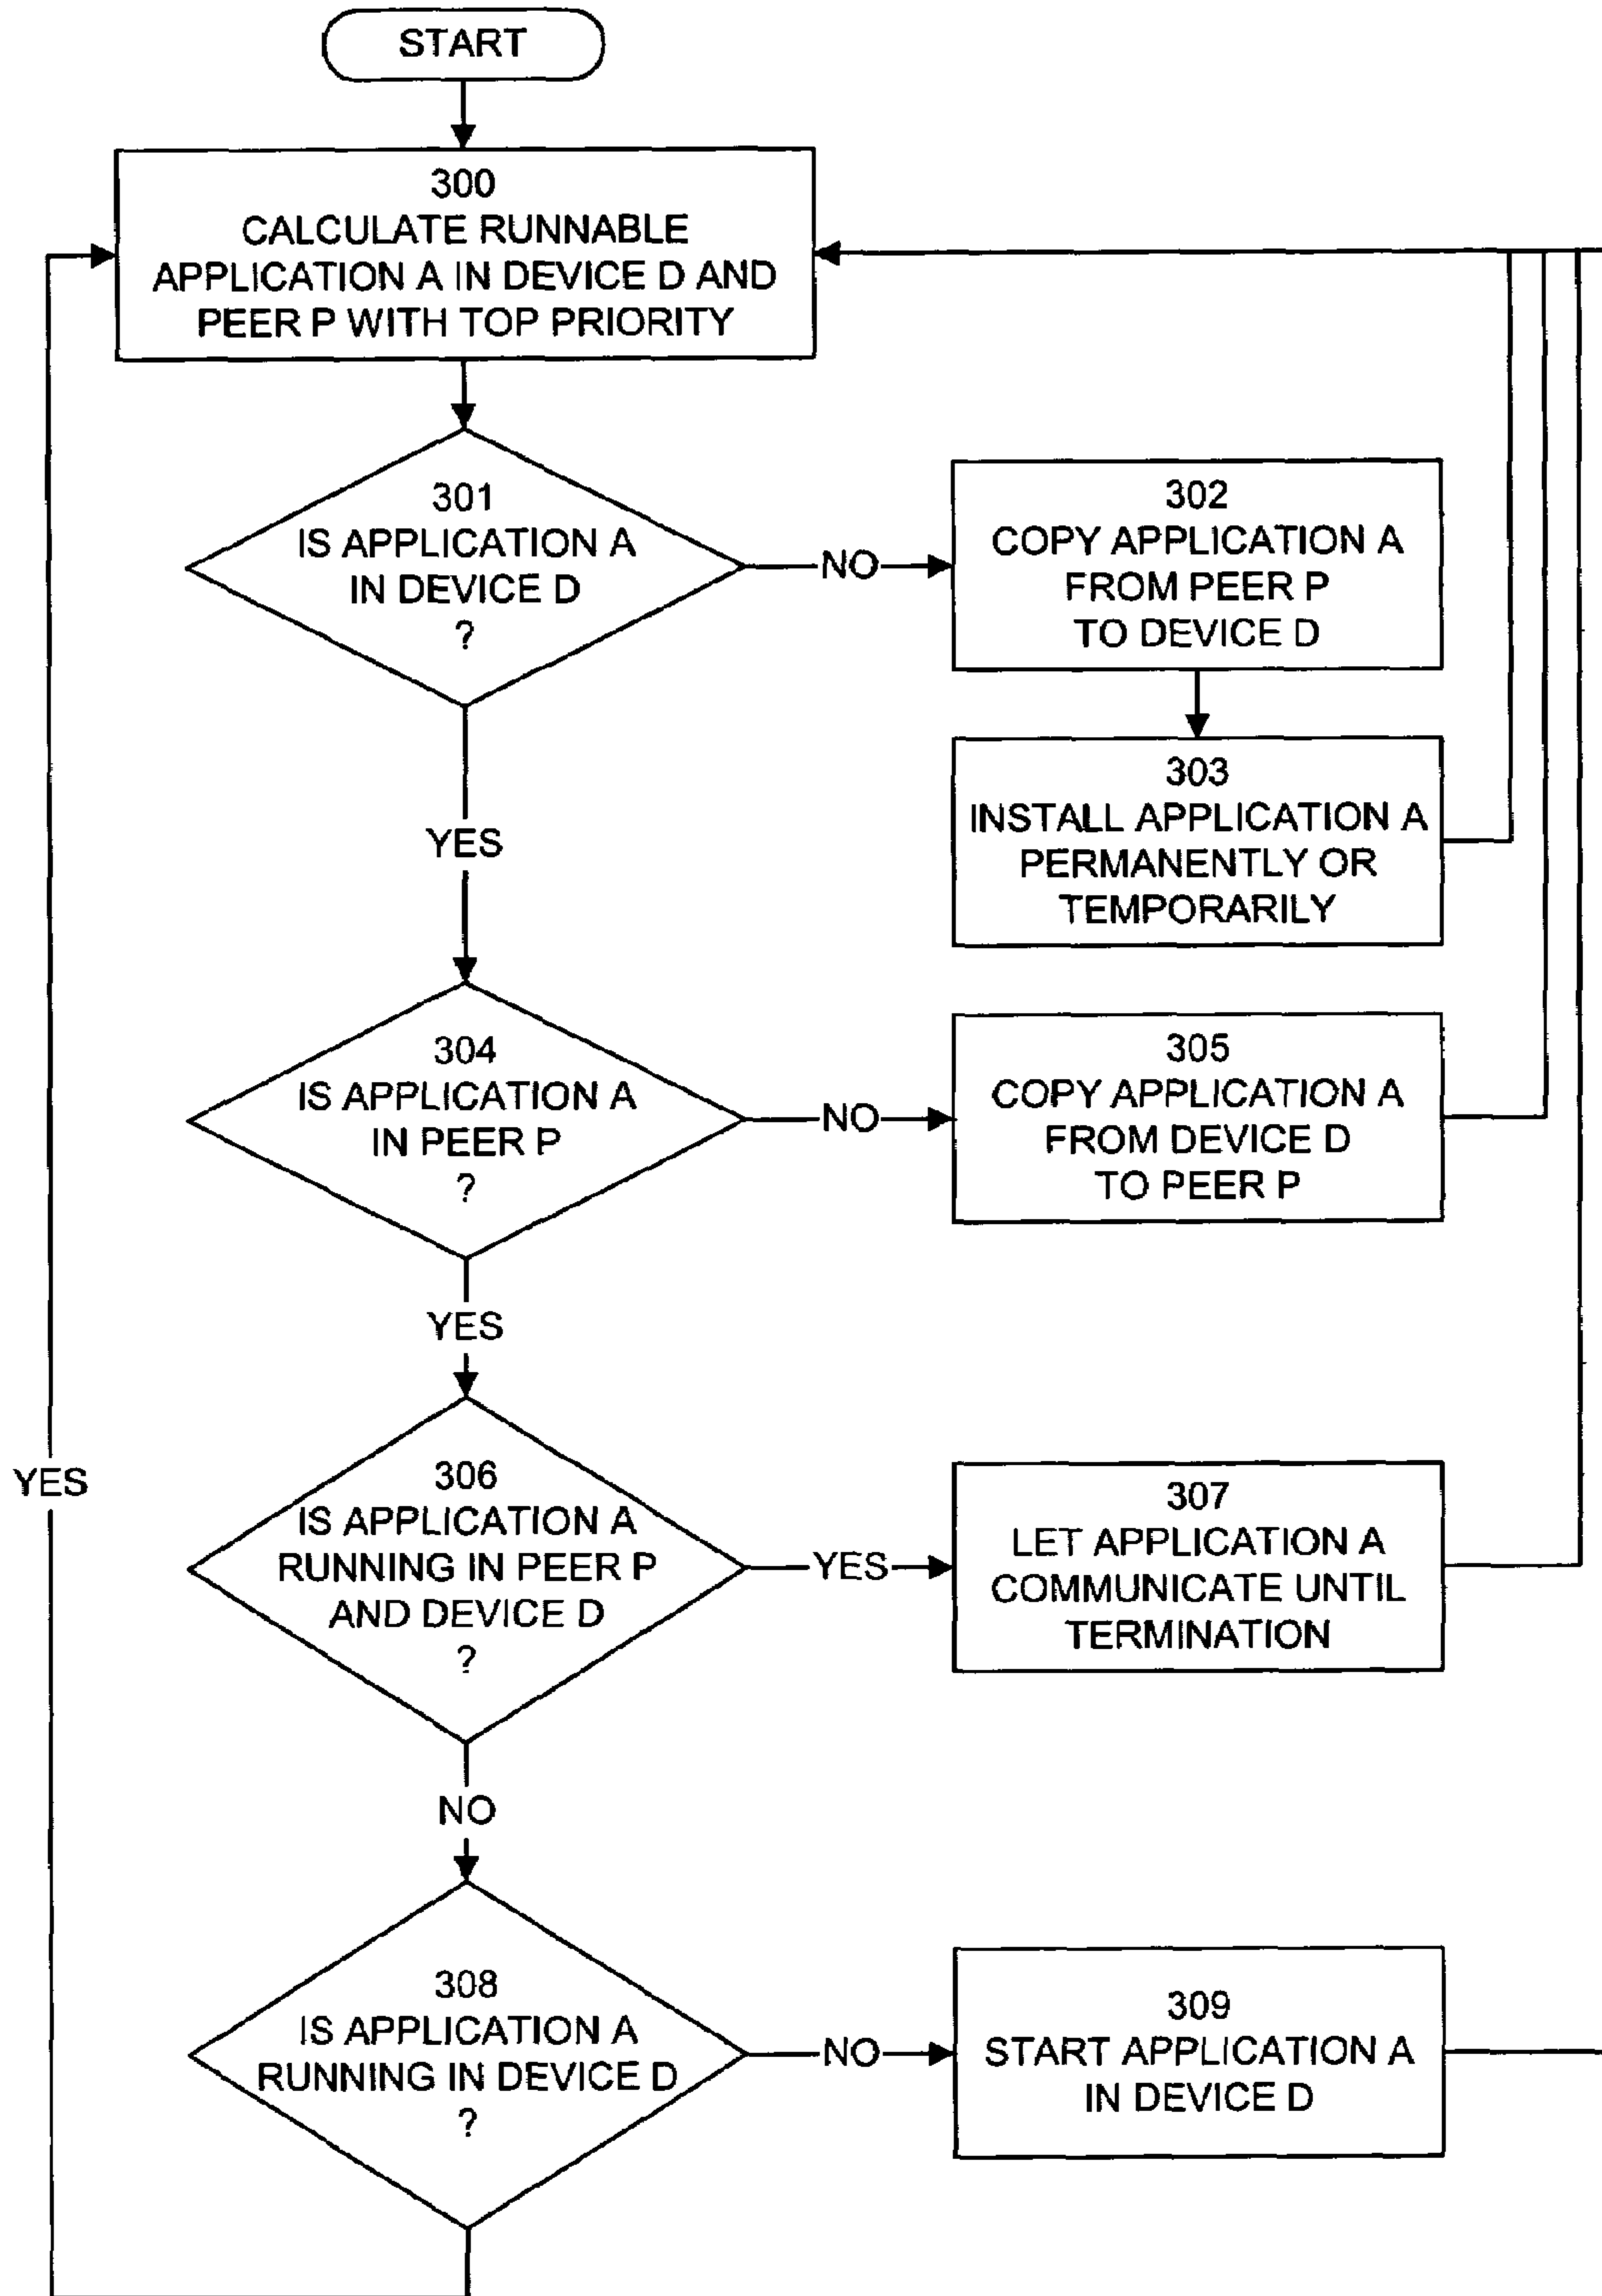 START
300
CALCULATE RUNNABLE
APPLICATION A IN DEVICE D AND
PEER P WITH TOP PRIORITY
301
IS APPLICATION A
IN DEVICE D
?
NO
302
COPY APPLICATION A
FROM PEER P
TO DEVICE D
303
INSTALL APPLICATION A
PERMANENTLY OR
TEMPORARILY
YES
304
IS APPLICATION A
IN PEER P
?
NO
305
COPY APPLICATION A
FROM DEVICE D
TO PEER P
YES
306
IS APPLICATION A
RUNNING IN PEER P
AND DEVICE D
?
YES
307
LET APPLICATION A
COMMUNICATE UNTIL
TERMINATION
YES
NO
308
IS APPLICATION A
RUNNING IN DEVICE D
?
NO
309
START APPLICATION A
IN DEVICE D